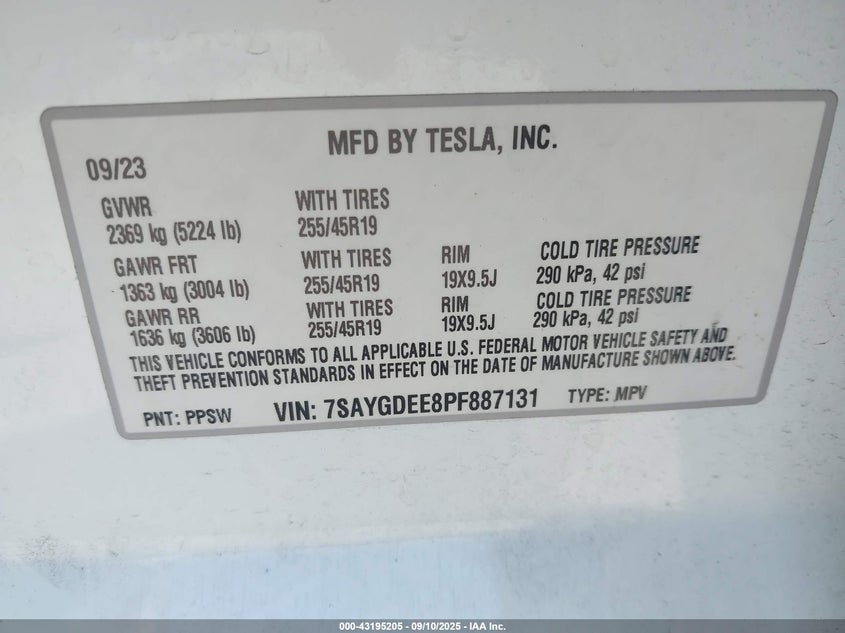 MFD BY TESLA, INC.
09/23
GVWR WITH TIRES
2369 kg (5224 lb) 255/45R19
GAWR FRT WITH TIRES RIM COLD TIRE PRESSURE
1363 kg (3004 lb) 255/45R19 19X9.5J 290 kPa, 42 psi
GAWR RR WITH TIRES RIM COLD TIRE PRESSURE
1636 kg (3606 lb) 255/45R19 19X9.5J 290 kPa, 42 psi
THIS VEHICLE CONFORMS TO ALL APPLICABLE U.S. FEDERAL MOTOR VEHICLE SAFETY AND
THEFT PREVENTION STANDARDS IN EFFECT ON THE DATE OF MANUFACTURE SHOWN ABOVE.
PNT: PPSW VIN: 7SAYGDEE8PF887131 TYPE: MPV
000-43195205 - 09/10/2025 - IAA Inc.